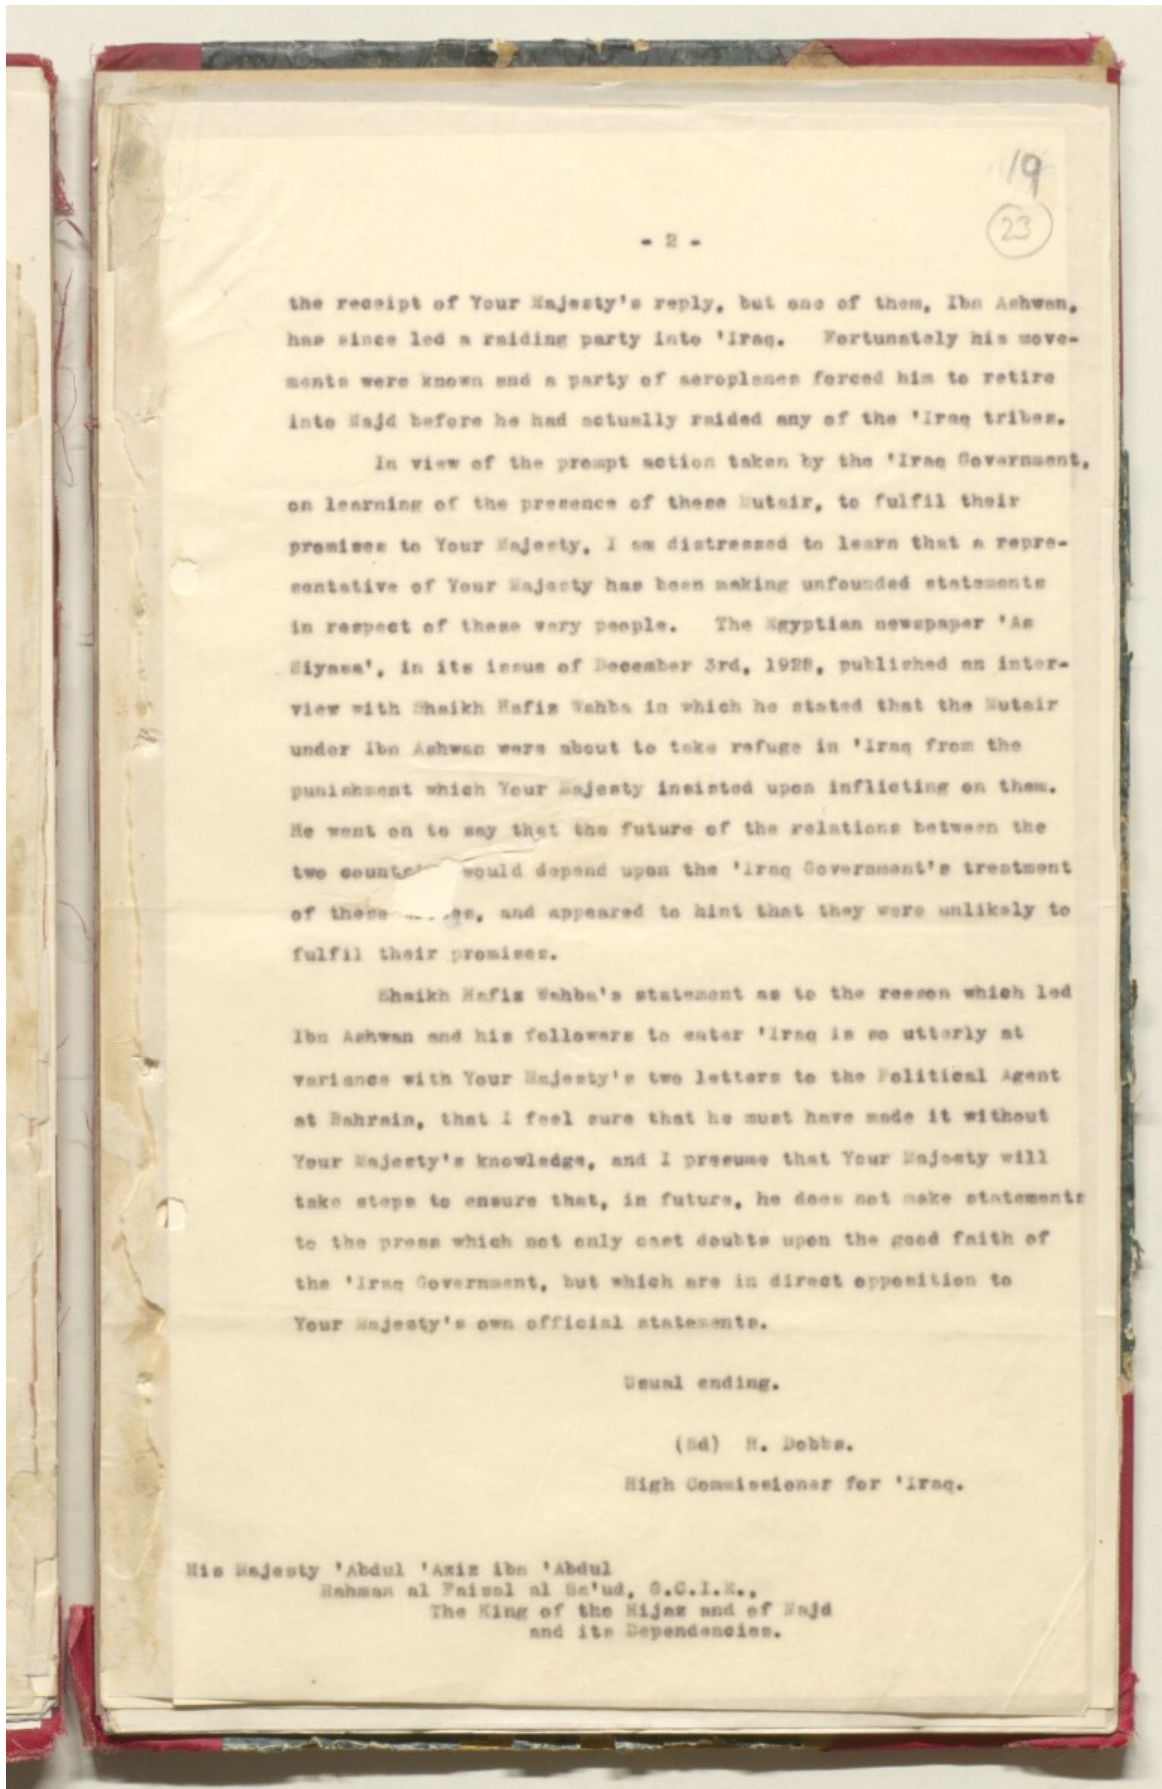 19
23
- 2 -
the receipt of Your Majesty's reply, but one of them, Ibn Ashwan,
has since led a raiding party into 'Iraq. Fortunately his move-
ments were known and a party of aeroplanes forced him to retire
into Najd before he had actually raided any of the 'Iraq tribes.
In view of the prompt action taken by the 'Iraq Government,
on learning of the presence of these Mutair, to fulfil their
promises to Your Majesty, I am distressed to learn that a repre-
sentative of Your Majesty has been making unfounded statements
in respect of these very people. The Egyptian newspaper 'As
Siyasa', in its issue of December 3rd, 1928, published an inter-
view with Shaikh Hafiz Wahba in which he stated that the Mutair
under Ibn Ashwan were about to take refuge in 'Iraq from the
punishment which Your Majesty insisted upon inflicting on them.
He went on to say that the future of the relations between the
two would depend upon the 'Iraq Government's treatment
of these and appeared to hint that they were unlikely to
fulfil their promises.
Shaikh Hafiz Wahba's statement as to the reason which led
Ibn Ashwan and his followers to enter 'Iraq is so utterly at
variance with Your Majesty's two letters to the Political Agent
at Bahrain, that I feel sure that he must have made it without
Your Majesty's knowledge, and I presume that Your Majesty will
take steps to ensure that, in future, he does not make statements
to the press which not only cast doubts upon the good faith of
the 'Iraq Government, but which are in direct opposition to
Your Majesty's own official statements.
Usual ending.
(Sd) H. Dobbs.
High Commissioner for 'Iraq.
His Majesty 'Abdul 'Aziz ibn 'Abdul
Rahman al Faisal al Sa'ud, G.C.I.E.,
The King of the Hijaz and of Najd
and its Dependencies.